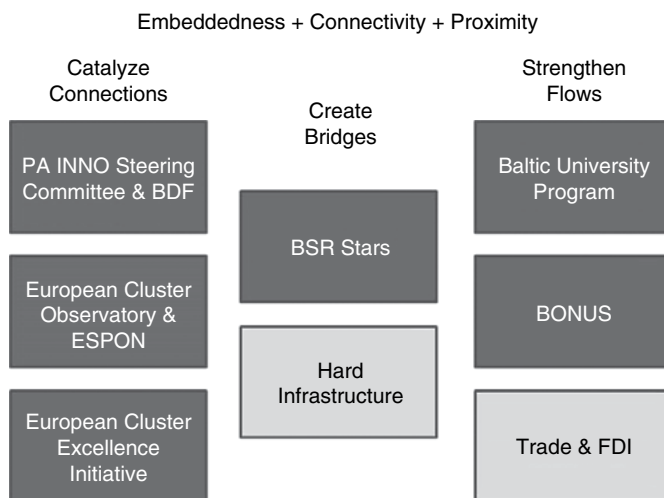 Embeddedness + Connectivity + Proximity
Catalyze
Connections
PA INNO Steering
Committee & BDF
European Cluster
Observatory &
ESPON
European Cluster
Excellence
Initiative
Create
Bridges
BSR Stars
Hard
Infrastructure
Strengthen
Flows
Baltic University
Program
BONUS
Trade & FDI